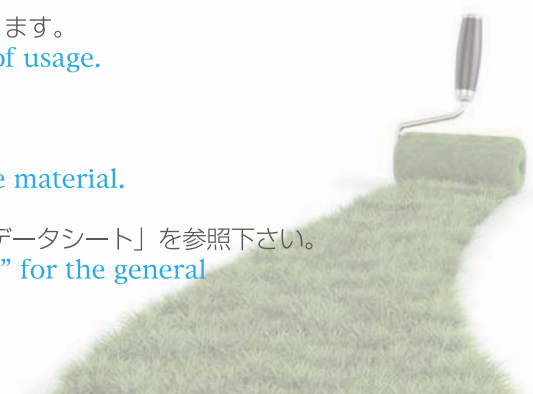 ます。
of usage.
material.
データシート」を参照下さい。
” for the general